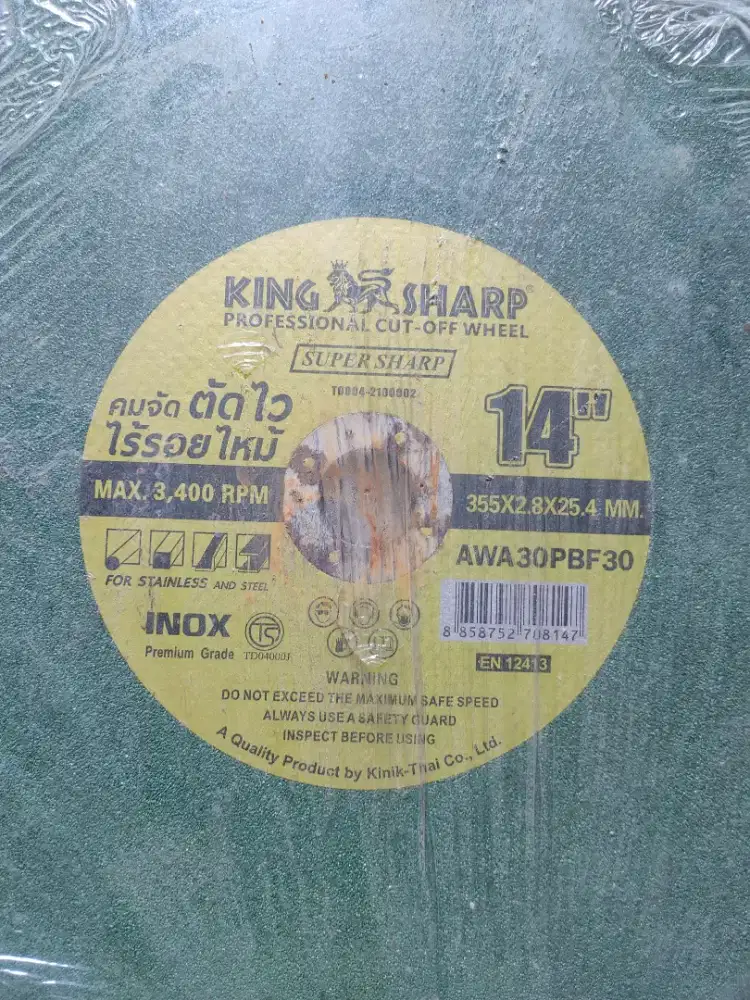 KING SHARP®
PROFESSIONAL CUT-OFF WHEEL
SUPER SHARP
T0004-2100002
คมจัด ตัดไว
ไร้รอยไหม้
14"
MAX. 3,400 RPM
355X2.8X25.4 MM.
AWA30PBF30
FOR STAINLESS AND STEEL
INOX
Premium Grade
TS
8 858752 708147
EN 12413
WARNING
DO NOT EXCEED THE MAXIMUM SAFE SPEED
ALWAYS USE A SAFETY GUARD
INSPECT BEFORE USING
A Quality Product by Kinik-Thai Co., Ltd.